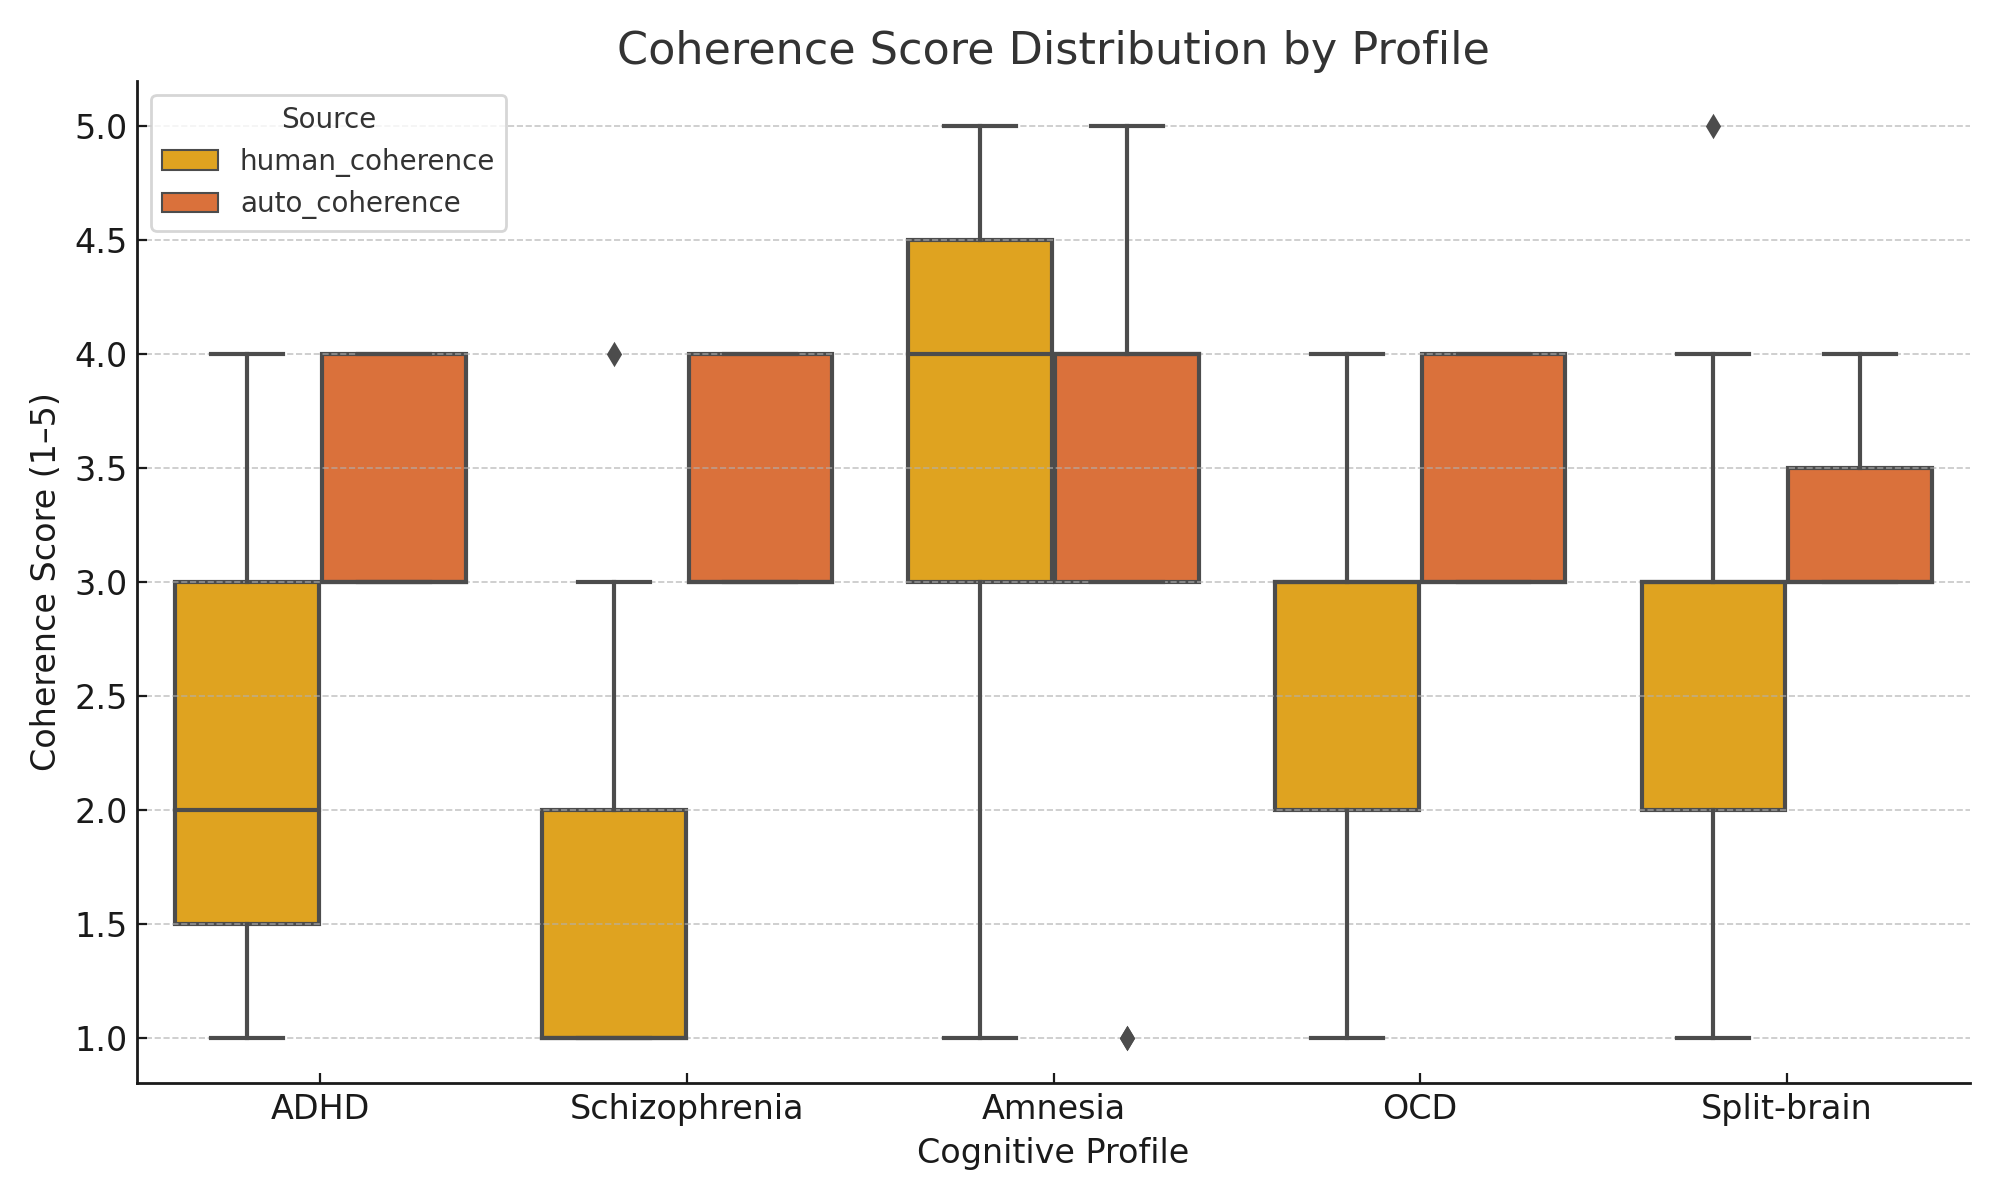 Coherence Score Distribution by Profile
Source
human_coherence
auto_coherence
Coherence Score (1–5)
5.0
4.5
4.0
3.5
3.0
2.5
2.0
1.5
1.0
ADHD
Schizophrenia
Amnesia
OCD
Split-brain
Cognitive Profile